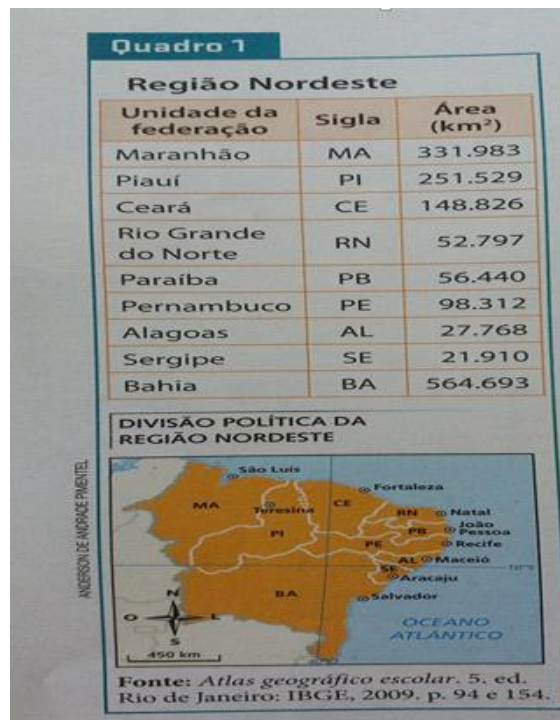 Quadro 1
Região Nordeste
Unidade da federação Sigla Área (km²)
Maranhão MA 331.983
Piauí PI 251.529
Ceará CE 148.826
Rio Grande do Norte RN 52.797
Paraíba PB 56.440
Pernambuco PE 98.312
Alagoas AL 27.768
Sergipe SE 21.910
Bahia BA 564.693
DIVISÃO POLÍTICA DA
REGIÃO NORDESTE
São Luís
Fortaleza
MA
Teresina
CE
RN
Natal
PI
PB
João
Pessoa
PE
Recife
AL
Maceió
SE
Aracaju
BA
Salvador
N
O
L
S
OCEANO
ATLÂNTICO
450 km
Fonte: Atlas geográfico escolar. 5. ed.
Rio de Janeiro: IBGE, 2009. p. 94 e 154.
ANDERSON DE ANDRADE PIMENTEL